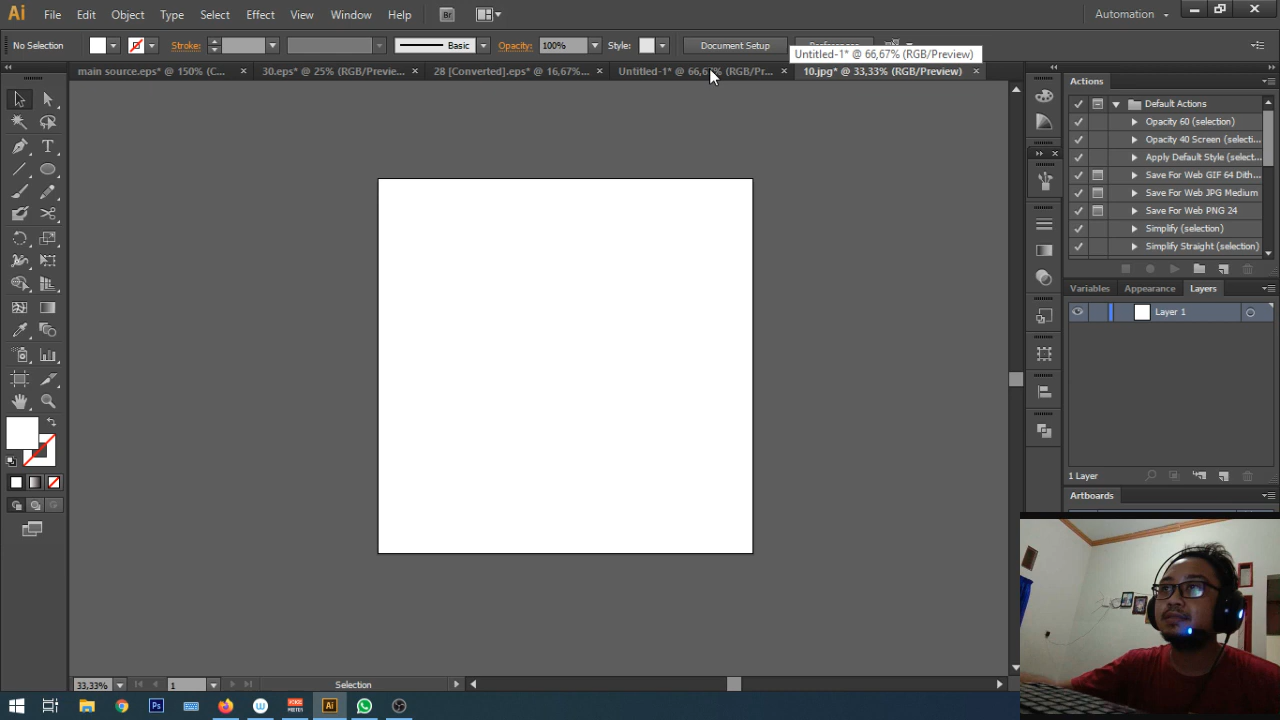 Ai File Edit Object Type Select Effect View Window Help Br Automation
No Selection Stroke: Basic Opacity: 100% Style: Document Setup
Untitled-1* @ 66,67% (RGB/Preview)
main source.eps* @ 150% (C... 30.eps* @ 25% (RGB/Previe... 28 [Converted].eps* @ 16,67%... Untitled-1* @ 66,67% (RGB/Pr... 10.jpg* @ 33,33% (RGB/Preview)
Actions
Default Actions
Opacity 60 (selection)
Opacity 40 Screen (selecti...
Apply Default Style (select...
Save For Web GIF 64 Dith...
Save For Web JPG Medium
Save For Web PNG 24
Simplify (selection)
Simplify Straight (selection)
Variables Appearance Layers
Layer 1
1 Layer
Artboards
33,33% 1 Selection
Ps Ai